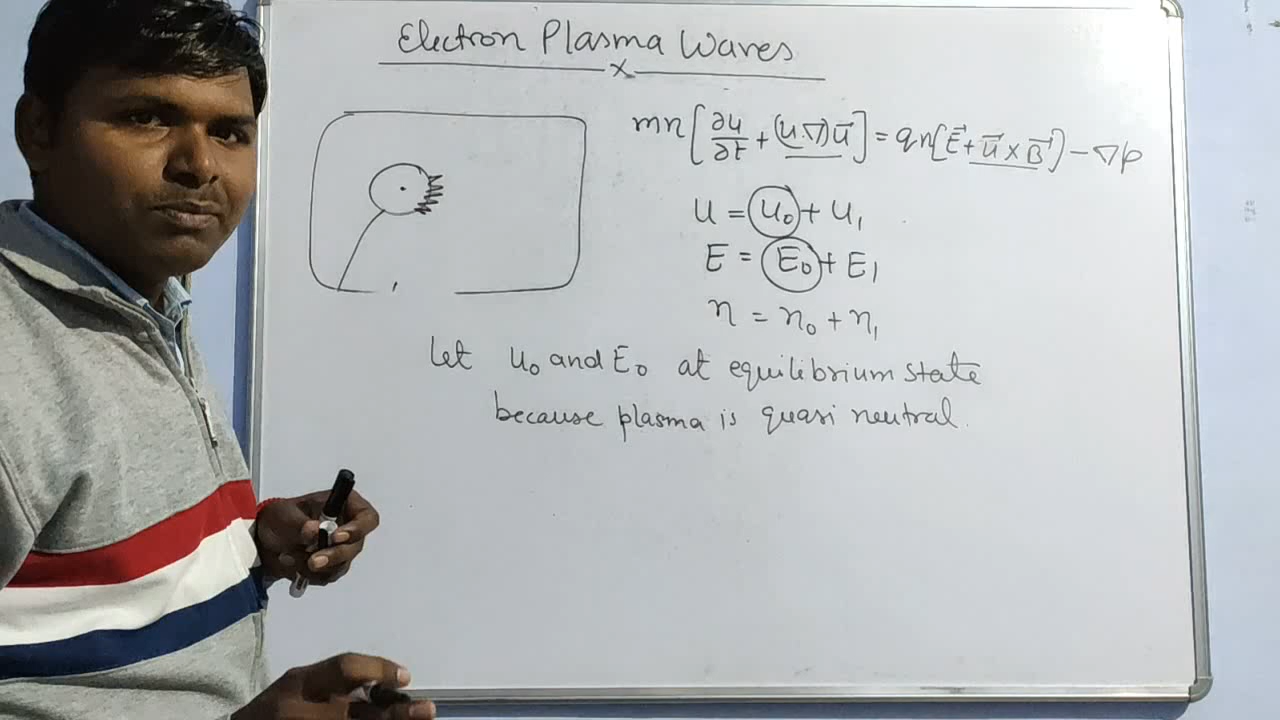 Electron Plasma Waves
mn[∂u/∂t + (u.∇)u⃗] = qn[E⃗ + u⃗ × B⃗] − ∇p
u = u₀ + u₁
E = E₀ + E₁
n = n₀ + n₁
Let u₀ and E₀ at equilibrium state
because plasma is quasi neutral.